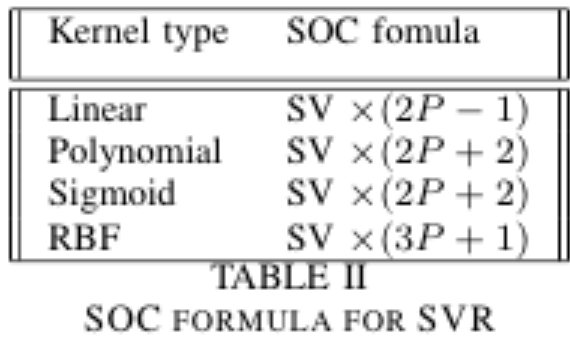 Kernel type SOC fomula
Linear SV ×(2P − 1)
Polynomial SV ×(2P + 2)
Sigmoid SV ×(2P + 2)
RBF SV ×(3P + 1)
TABLE II
SOC FORMULA FOR SVR